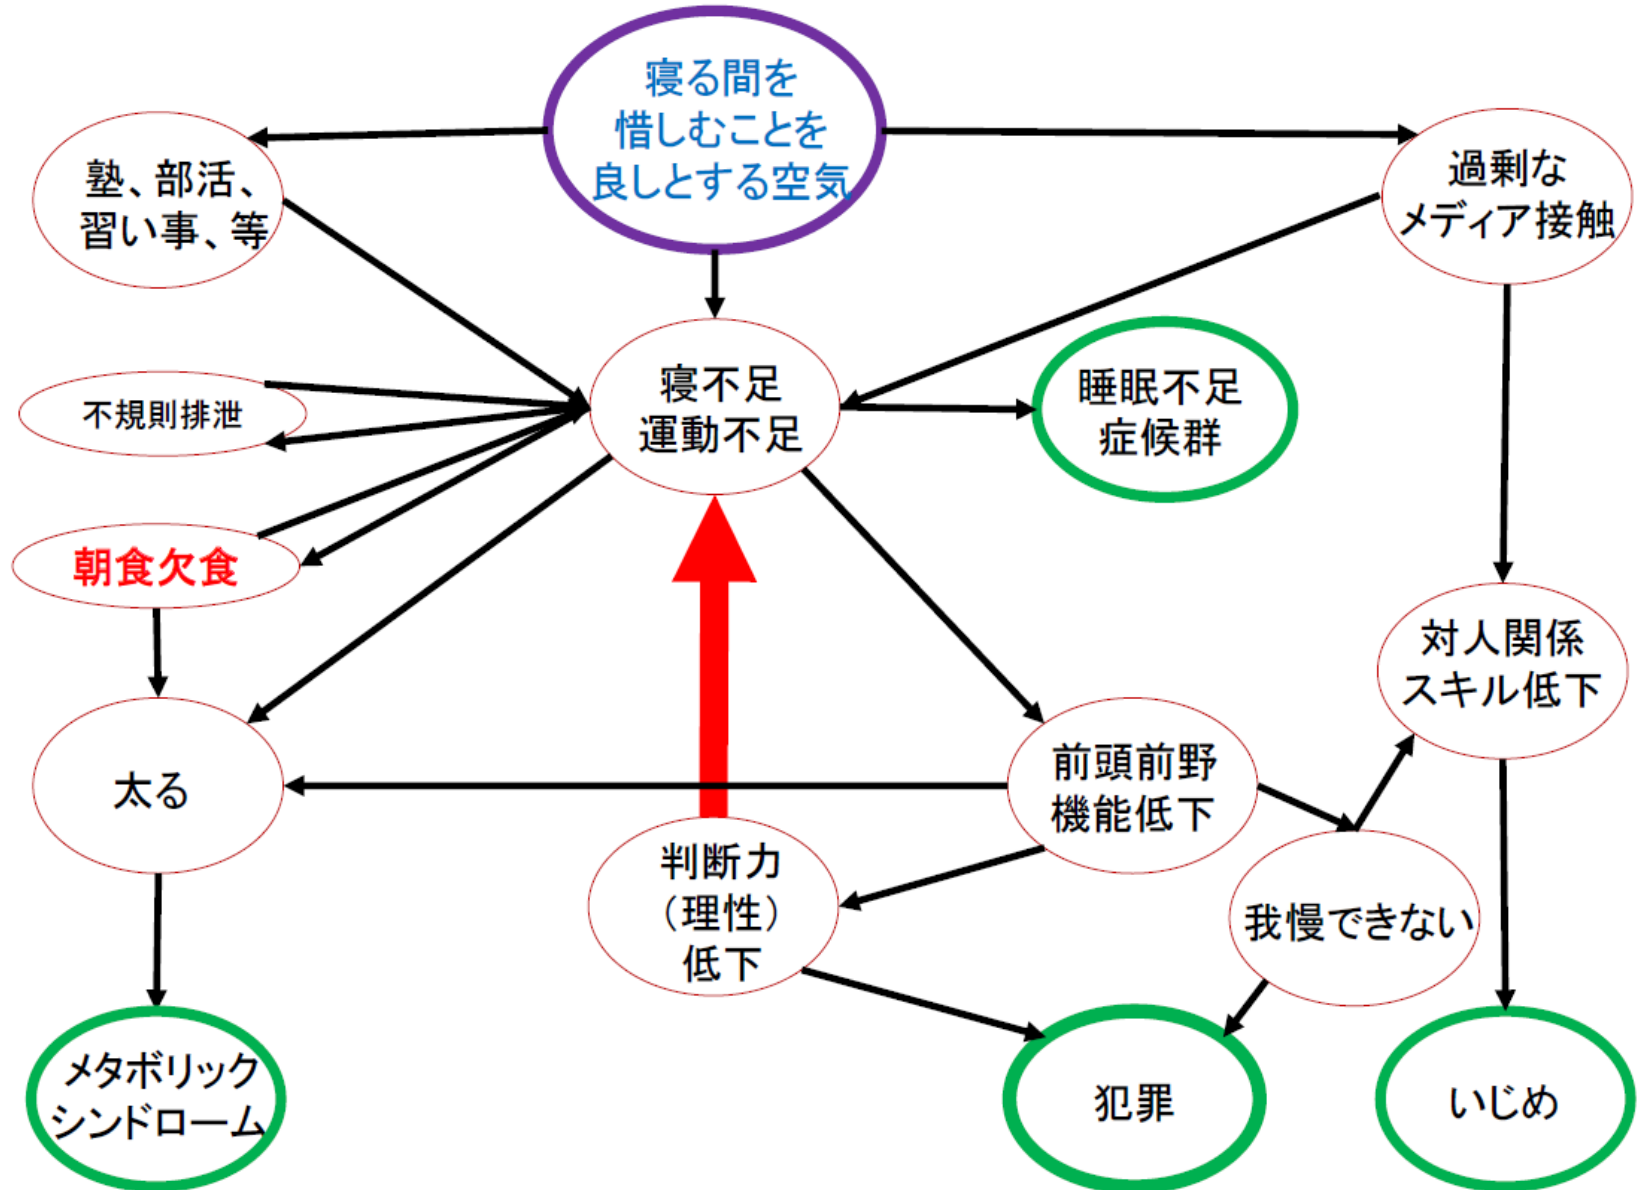 寝る間を
惜しむことを
良しとする空気
塾、部活、
習い事、等
過剰な
メディア接触
寝不足
運動不足
睡眠不足
症候群
不規則排泄
朝食欠食
対人関係
スキル低下
太る
前頭前野
機能低下
判断力
（理性）
低下
我慢できない
メタボリック
シンドローム
犯罪
いじめ